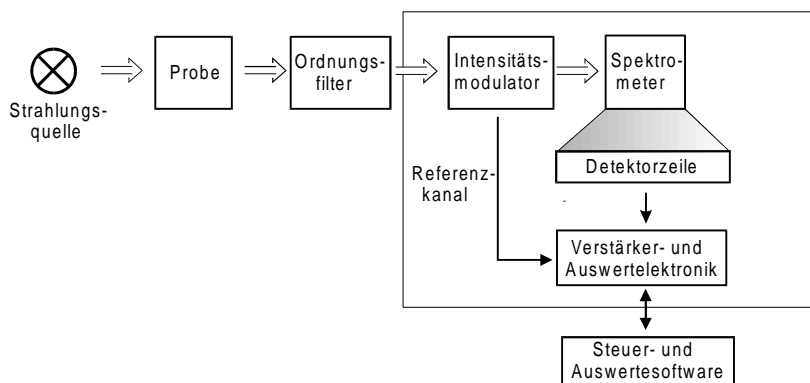 Strahlungs-
quelle
Probe
Ordnungs-
filter
Intensitäts-
modulator
Spektro-
meter
Detektorzeile
Referenz-
kanal
Verstärker- und
Auswertelektronik
Steuer- und
Auswertesoftware